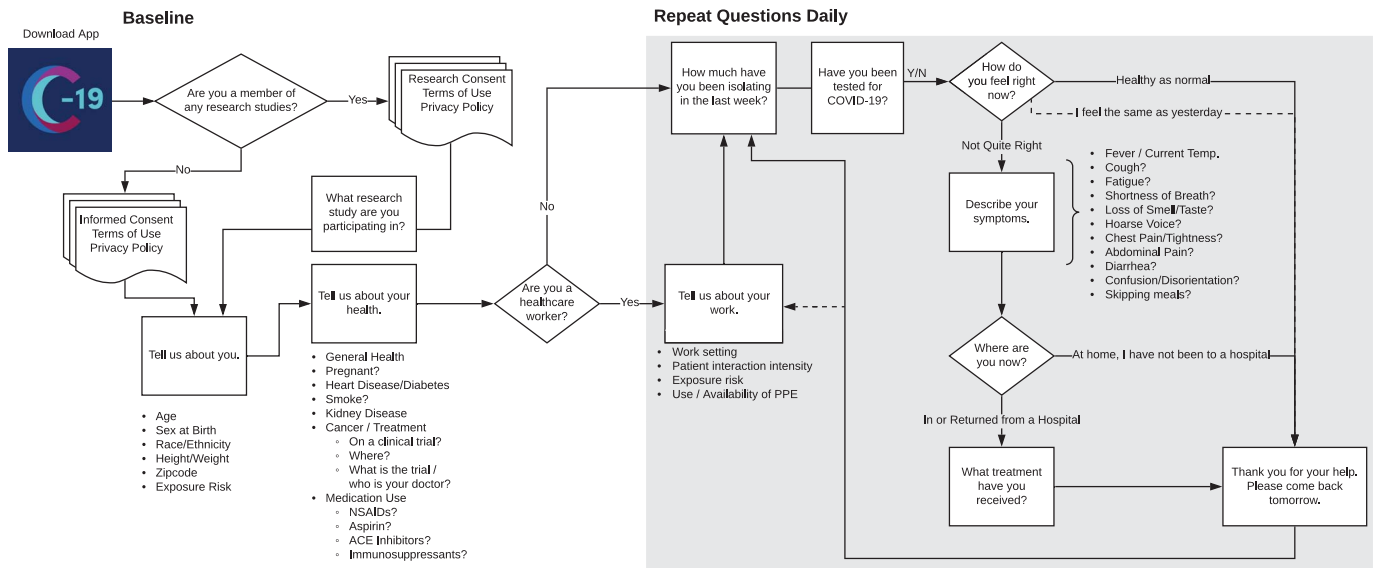 Baseline
Download App
-19
Are you a member of
any research studies?
Yes
Research Consent
Terms of Use
Privacy Policy
No
Informed Consent
Terms of Use
Privacy Policy
What research
study are you
participating in?
Tell us about you.
• Age
• Sex at Birth
• Race/Ethnicity
• Height/Weight
• Zipcode
• Exposure Risk
Tell us about your
health.
• General Health
• Pregnant?
• Heart Disease/Diabetes
• Smoke?
• Kidney Disease
• Cancer / Treatment
◦ On a clinical trial?
◦ Where?
◦ What is the trial /
who is your doctor?
• Medication Use
◦ NSAIDs?
◦ Aspirin?
◦ ACE Inhibitors?
◦ Immunosuppressants?
Are you a
healthcare
worker?
No
Yes
Repeat Questions Daily
How much have
you been isolating
in the last week?
Have you been
tested for
COVID-19?
Y/N
How do
you feel right
now?
Healthy as normal
I feel the same as yesterday
Not Quite Right
Describe your
symptoms.
• Fever / Current Temp.
• Cough?
• Fatigue?
• Shortness of Breath?
• Loss of Smell/Taste?
• Hoarse Voice?
• Chest Pain/Tightness?
• Abdominal Pain?
• Diarrhea?
• Confusion/Disorientation?
• Skipping meals?
Tell us about your
work.
• Work setting
• Patient interaction intensity
• Exposure risk
• Use / Availability of PPE
Where are
you now?
At home, I have not been to a hospital
In or Returned from a Hospital
What treatment
have you
received?
Thank you for your help.
Please come back
tomorrow.